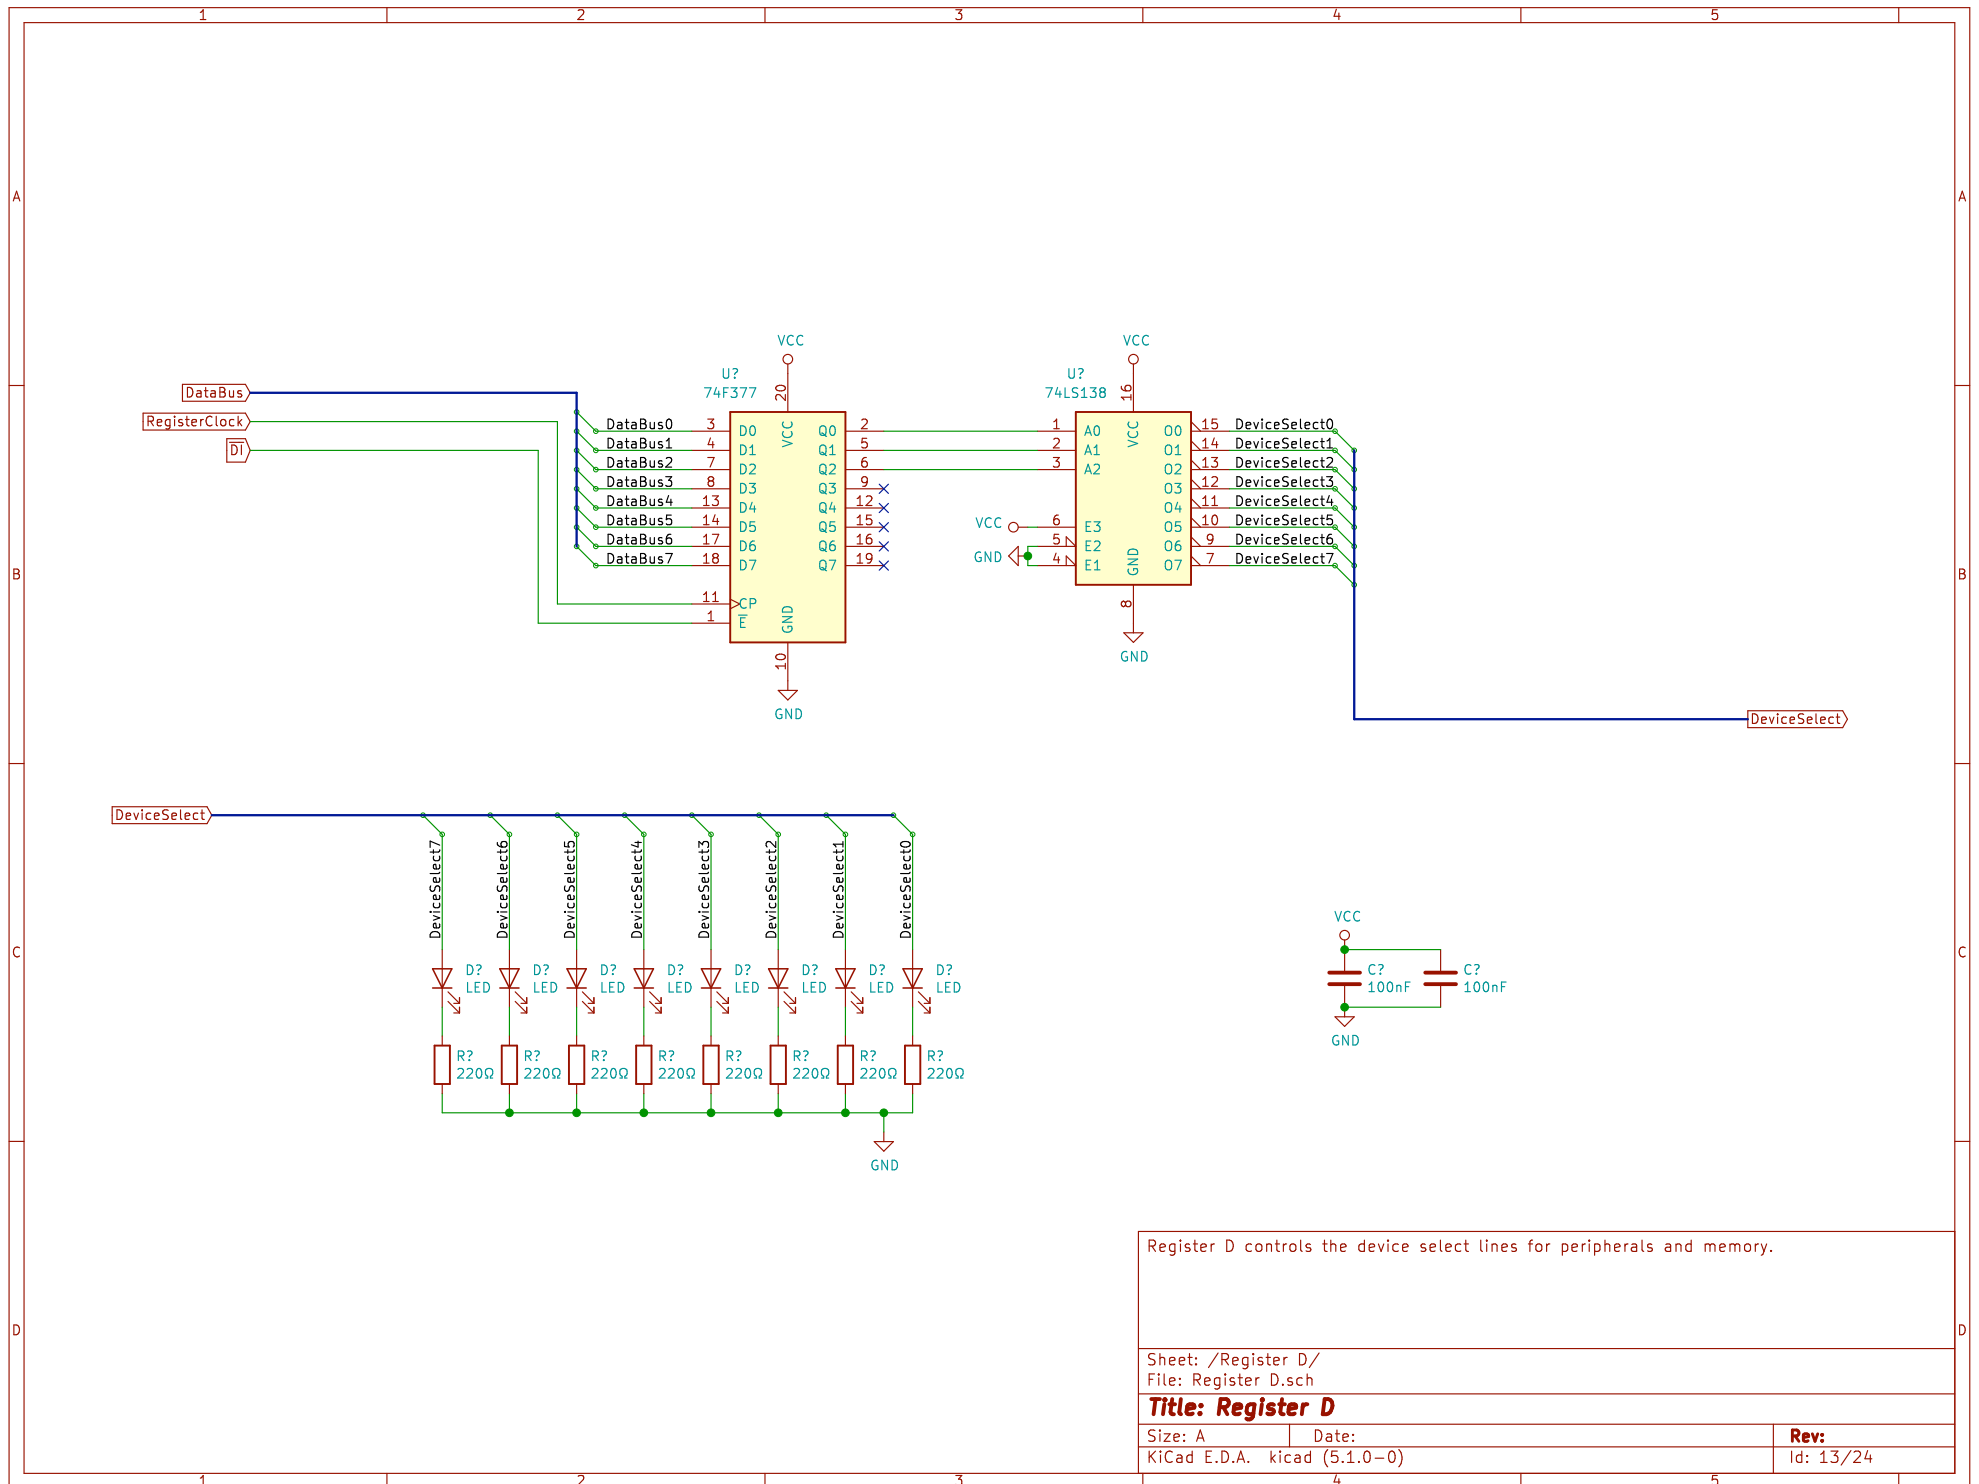 1 2 3 4 5
A A
B B
C C
D D
1 2 3 4 5
DataBus
RegisterClock
DI
VCC
U?
74F377
20
VCC
DataBus0 3 D0 Q0 2
DataBus1 4 D1 Q1 5
DataBus2 7 D2 Q2 6
DataBus3 8 D3 Q3 9
DataBus4 13 D4 Q4 12
DataBus5 14 D5 Q5 15
DataBus6 17 D6 Q6 16
DataBus7 18 D7 Q7 19
11 CP
1 E
GND
10
GND
VCC
U?
74LS138
16
VCC
1 A0 O0 15 DeviceSelect0
2 A1 O1 14 DeviceSelect1
3 A2 O2 13 DeviceSelect2
O3 12 DeviceSelect3
O4 11 DeviceSelect4
VCC 6 E3 O5 10 DeviceSelect5
5 E2 O6 9 DeviceSelect6
GND 4 E1 O7 7 DeviceSelect7
GND
8
GND
DeviceSelect
DeviceSelect
DeviceSelect7
DeviceSelect6
DeviceSelect5
DeviceSelect4
DeviceSelect3
DeviceSelect2
DeviceSelect1
DeviceSelect0
D? D? D? D? D? D? D? D?
LED LED LED LED LED LED LED LED
R? R? R? R? R? R? R? R?
220Ω 220Ω 220Ω 220Ω 220Ω 220Ω 220Ω 220Ω
GND
VCC
C? C?
100nF 100nF
GND
Register D controls the device select lines for peripherals and memory.
Sheet: /Register D/
File: Register D.sch
Title: Register D
Size: A Date: Rev:
KiCad E.D.A. kicad (5.1.0-0) Id: 13/24